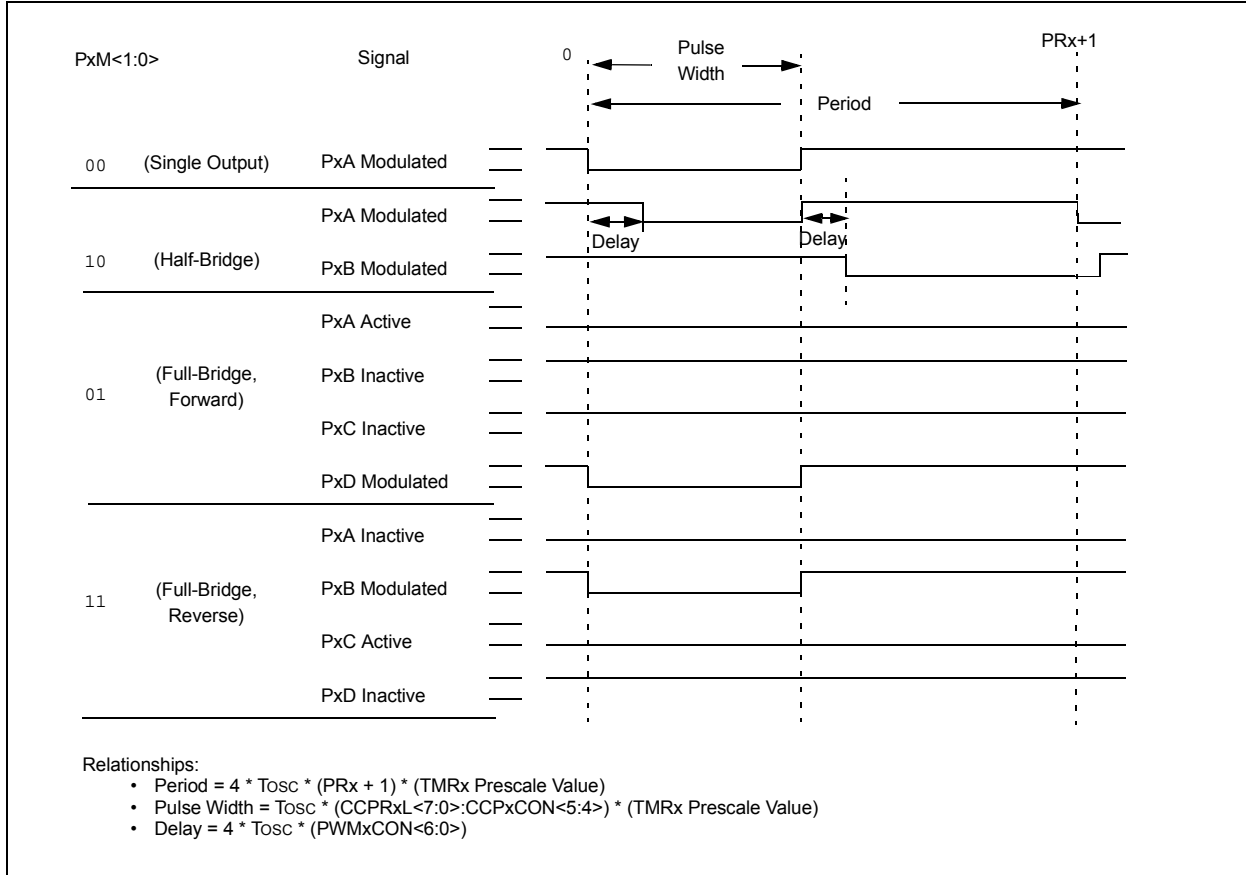 PxM<1:0>
Signal
0
Pulse
Width
PRx+1
Period
00
(Single Output)
PxA Modulated
PxA Modulated
Delay
Delay
10
(Half-Bridge)
PxB Modulated
PxA Active
01
(Full-Bridge,
Forward)
PxB Inactive
PxC Inactive
PxD Modulated
PxA Inactive
11
(Full-Bridge,
Reverse)
PxB Modulated
PxC Active
PxD Inactive
Relationships:
• Period = 4 * TOSC * (PRx + 1) * (TMRx Prescale Value)
• Pulse Width = TOSC * (CCPRxL<7:0>:CCPxCON<5:4>) * (TMRx Prescale Value)
• Delay = 4 * TOSC * (PWMxCON<6:0>)